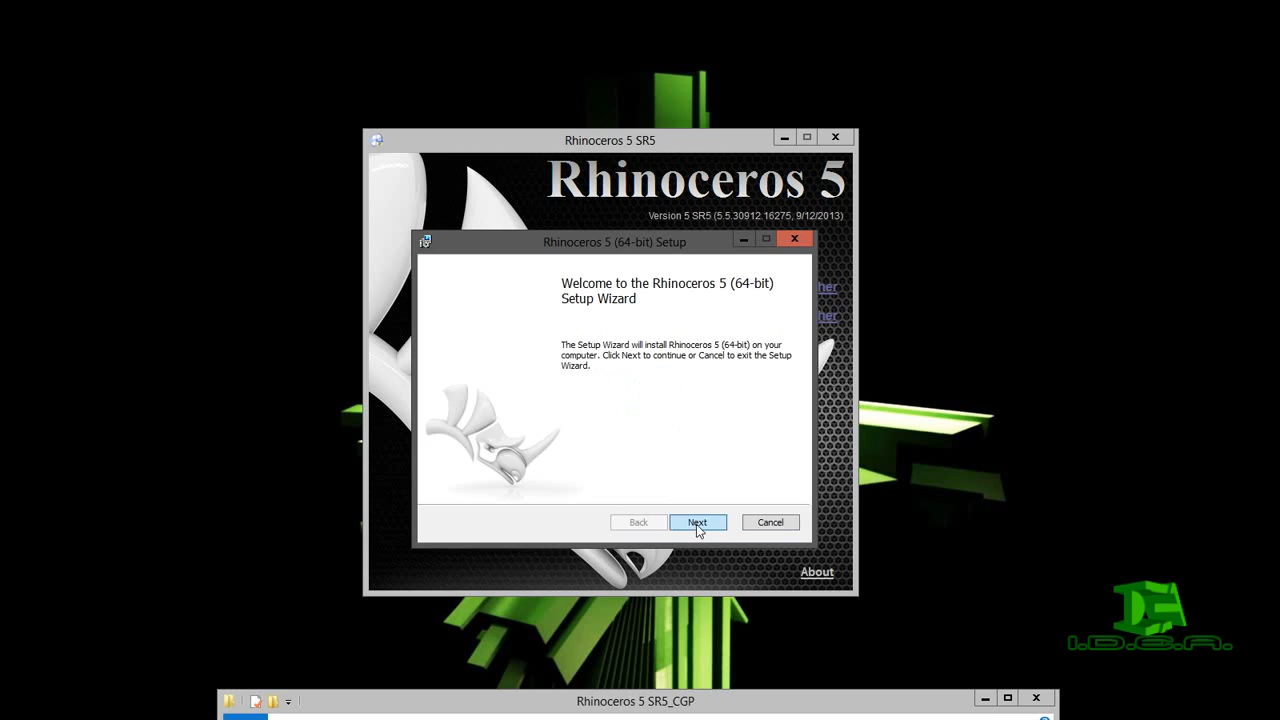 Rhinoceros 5 SR5
Rhinoceros 5
Version 5 SR5 (5.5.30912.16275, 9/12/2013)
Rhinoceros 5 (64-bit) Setup
Welcome to the Rhinoceros 5 (64-bit)
Setup Wizard
her
her
The Setup Wizard will install Rhinoceros 5 (64-bit) on your
computer. Click Next to continue or Cancel to exit the Setup
Wizard.
Back Next Cancel
About
I.D.E.A.
Rhinoceros 5 SR5_CGP